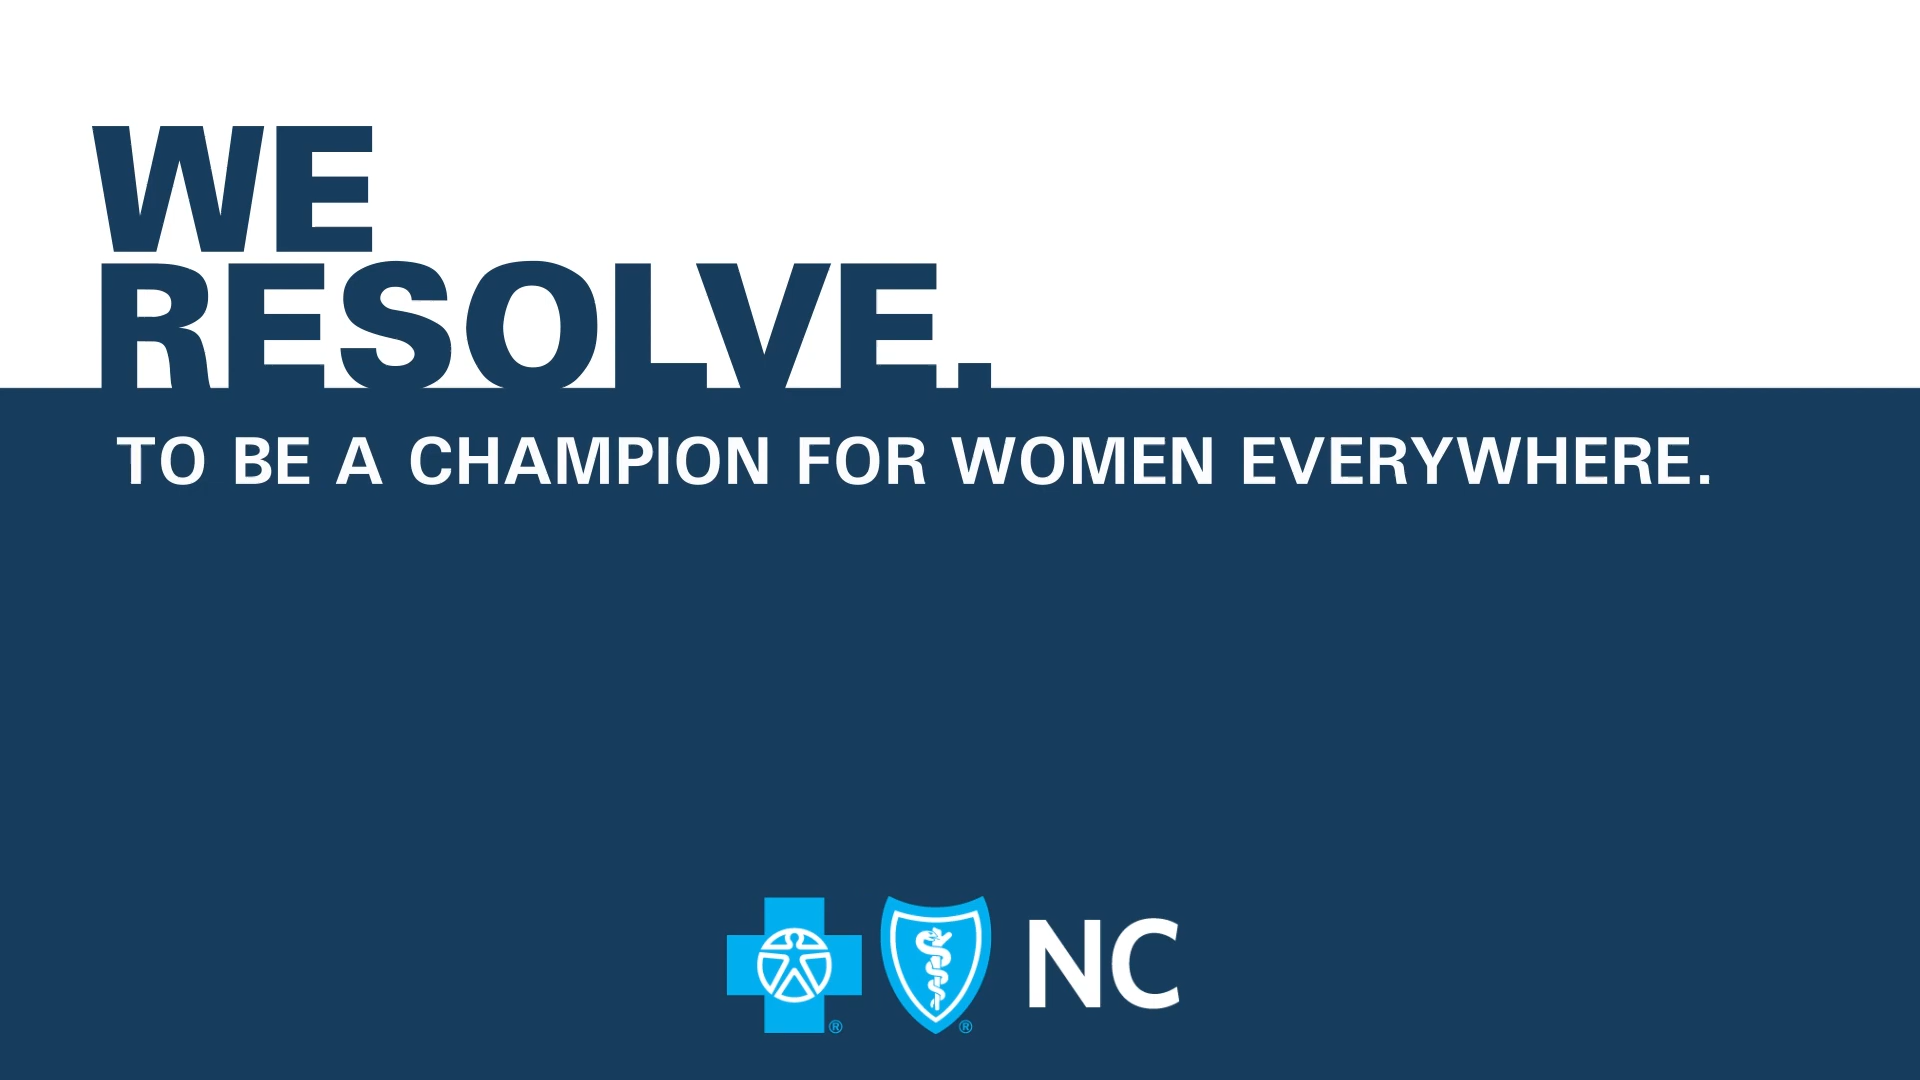 WE
RESOLVE.
TO BE A CHAMPION FOR WOMEN EVERYWHERE.
® ® NC